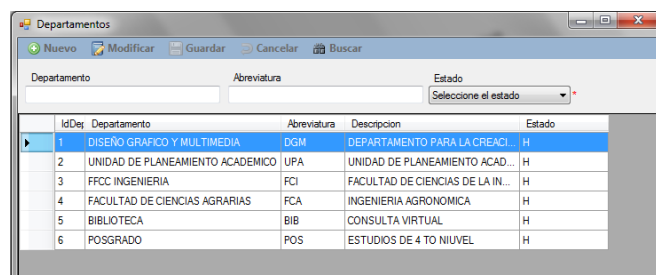 Departamentos
Nuevo Modificar Guardar Cancelar Buscar
Departamento Abreviatura Estado
Seleccione el estado *
IdDep Departamento Abreviatura Descripcion Estado
1 DISEÑO GRAFICO Y MULTIMEDIA DGM DEPARTAMENTO PARA LA CREACI... H
2 UNIDAD DE PLANEAMIENTO ACADEMICO UPA UNIDAD DE PLANEAMIENTO ACAD... H
3 FFCC INGENIERIA FCI FACULTAD DE CIENCIAS DE LA IN... H
4 FACULTAD DE CIENCIAS AGRARIAS FCA INGENIERIA AGRONOMICA H
5 BIBLIOTECA BIB CONSULTA VIRTUAL H
6 POSGRADO POS ESTUDIOS DE 4 TO NIUVEL H